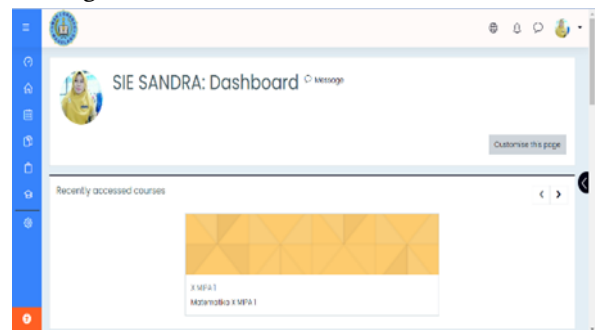 SIE SANDRA: Dashboard Message
Customise this page
Recently accessed courses
X MIPA 1
Matematika X MIPA 1